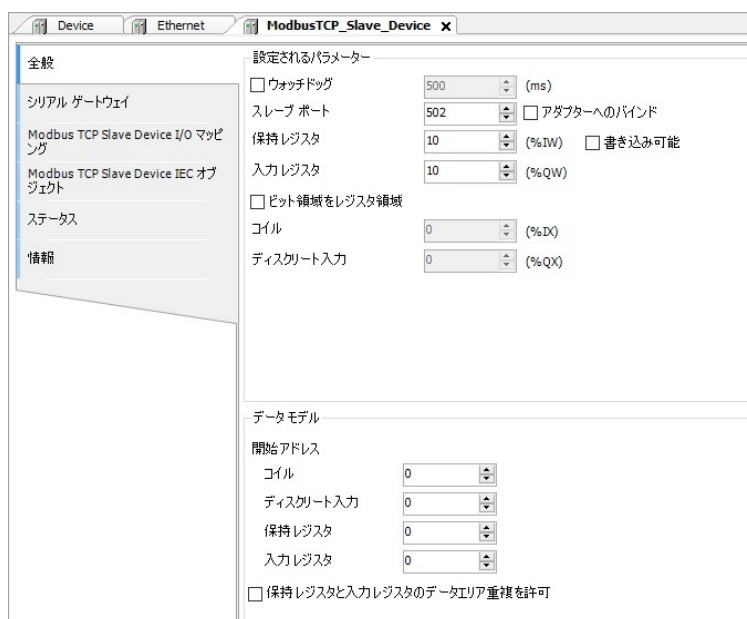 Device Ethernet ModbusTCP_Slave_Device X
全般
シリアル ゲートウェイ
Modbus TCP Slave Device I/O マッピ
ング
Modbus TCP Slave Device IEC オブ
ジェクト
ステータス
情報
設定されるパラメーター
ウォッチドッグ 500 (ms)
スレーブ ポート 502 アダプターへのバインド
保持レジスタ 10 (%IW) 書き込み可能
入力レジスタ 10 (%QW)
ビット領域をレジスタ領域
コイル 0 (%IX)
ディスクリート入力 0 (%QX)
データ モデル
開始アドレス
コイル 0
ディスクリート入力 0
保持レジスタ 0
入力レジスタ 0
保持レジスタと入力レジスタのデータエリア重複を許可